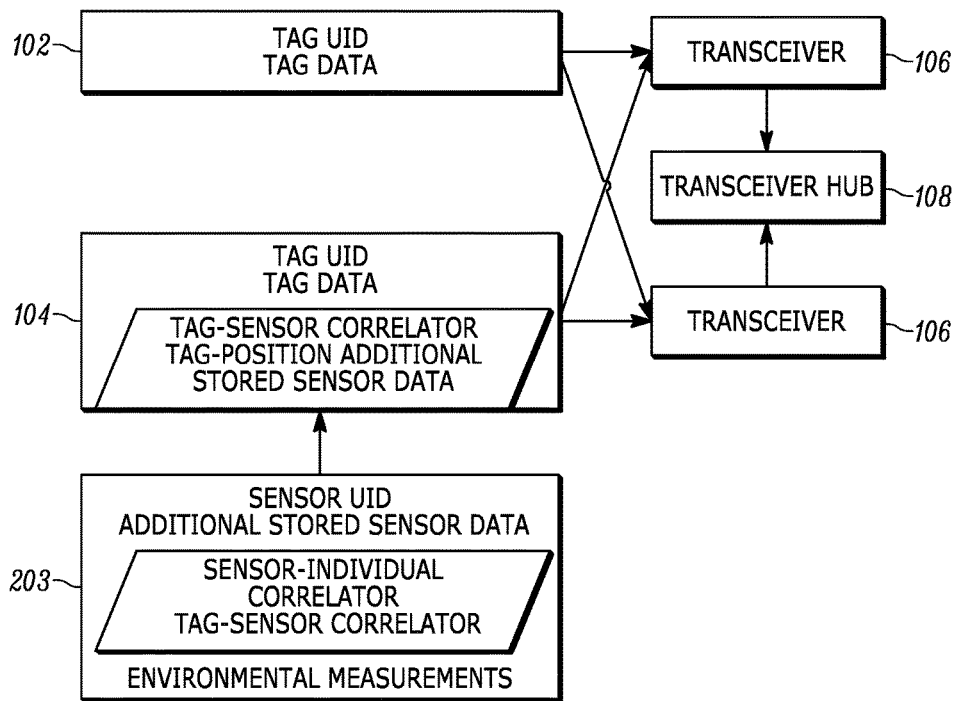 102
TAG UID
TAG DATA
TRANSCEIVER
106
TRANSCEIVER HUB
108
104
TAG UID
TAG DATA
TAG-SENSOR CORRELATOR
TAG-POSITION ADDITIONAL
STORED SENSOR DATA
TRANSCEIVER
106
203
SENSOR UID
ADDITIONAL STORED SENSOR DATA
SENSOR-INDIVIDUAL
CORRELATOR
TAG-SENSOR CORRELATOR
ENVIRONMENTAL MEASUREMENTS